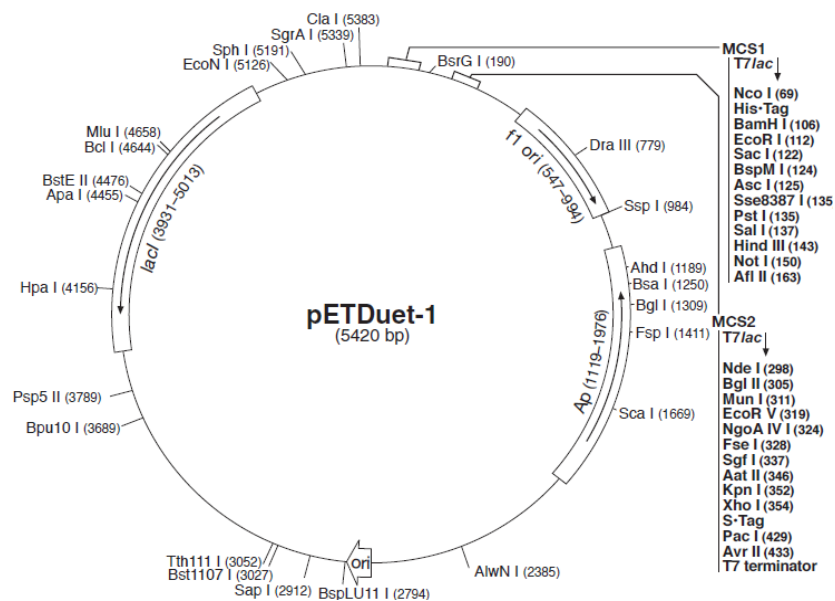 Cla I (5383)
SgrA I (5339)
Sph I (5191)
EcoN I (5126)
BsrG I (190)
Mlu I (4658)
Bcl I (4644)
BstE II (4476)
Apa I (4455)
Hpa I (4156)
Psp5 II (3789)
Bpu10 I (3689)
Tth111 I (3052)
Bst1107 I (3027)
Sap I (2912)
BspLU11 I (2794)
AlwN I (2385)
Dra III (779)
Ssp I (984)
Ahd I (1189)
Bsa I (1250)
Bgl I (1309)
Fsp I (1411)
Sca I (1669)
lacI (3931–5013)
f1 ori (547–994)
Ap (1119–1976)
ori
pETDuet-1
(5420 bp)
MCS1
T7lac
Nco I (69)
His•Tag
BamH I (106)
EcoR I (112)
Sac I (122)
BspM I (124)
Asc I (125)
Sse8387 I (135
Pst I (135)
Sal I (137)
Hind III (143)
Not I (150)
Afl II (163)
MCS2
T7lac
Nde I (298)
Bgl II (305)
Mun I (311)
EcoR V (319)
NgoA IV I (324)
Fse I (328)
Sgf I (337)
Aat II (346)
Kpn I (352)
Xho I (354)
S•Tag
Pac I (429)
Avr II (433)
T7 terminator